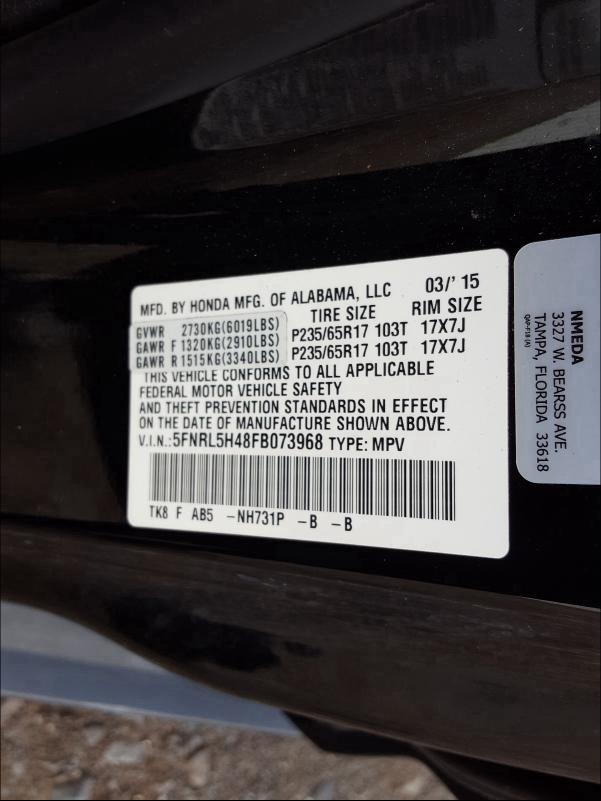 MFD. BY HONDA MFG. OF ALABAMA, LLC 03/'15
TIRE SIZE RIM SIZE
GVWR 2730KG(6019LBS)
GAWR F 1320KG(2910LBS) P235/65R17 103T 17X7J
GAWR R 1515KG(3340LBS) P235/65R17 103T 17X7J
THIS VEHICLE CONFORMS TO ALL APPLICABLE
FEDERAL MOTOR VEHICLE SAFETY
AND THEFT PREVENTION STANDARDS IN EFFECT
ON THE DATE OF MANUFACTURE SHOWN ABOVE.
V.I.N.:5FNRL5H48FB073968 TYPE: MPV
TK8 F AB5 -NH731P -B -B
NMEDA
3327 W. BEARSS AVE.
TAMPA, FLORIDA 33618
QAP-F18 (A)